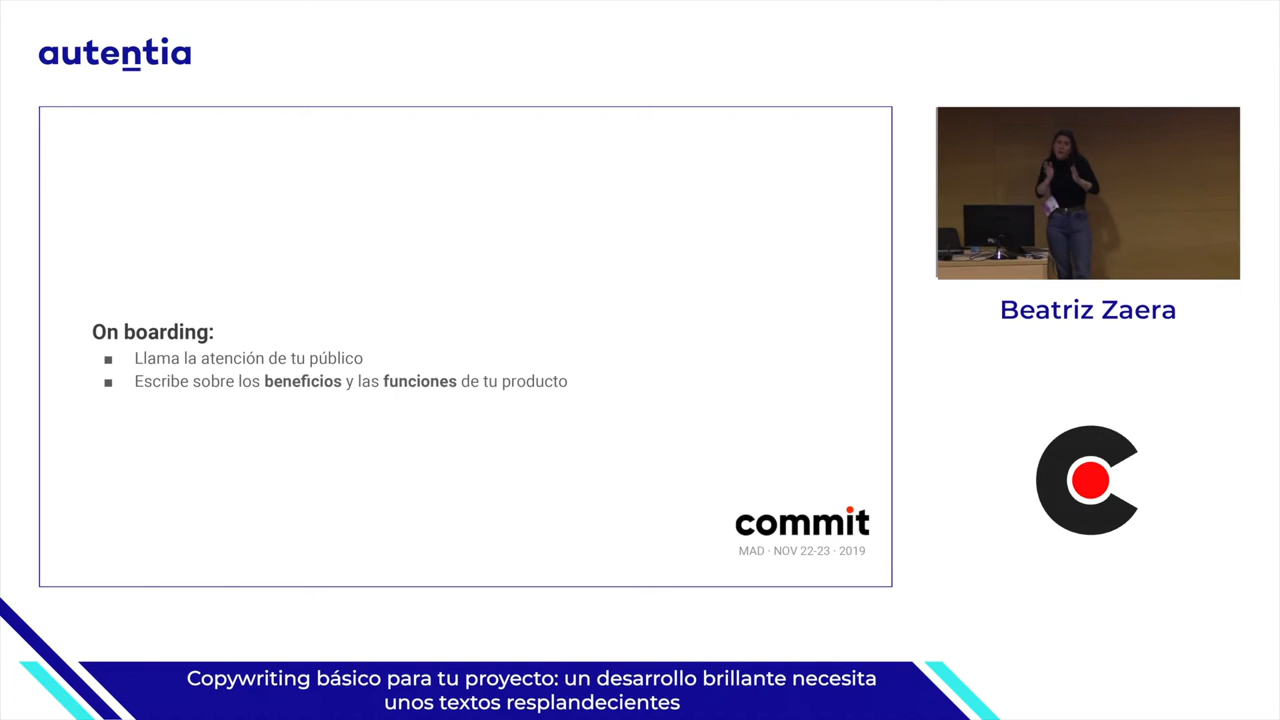 autentia
On boarding:
Llama la atención de tu público
Escribe sobre los beneficios y las funciones de tu producto
commit
MAD · NOV 22-23 · 2019
Beatriz Zaera
Copywriting básico para tu proyecto: un desarrollo brillante necesita
unos textos resplandecientes